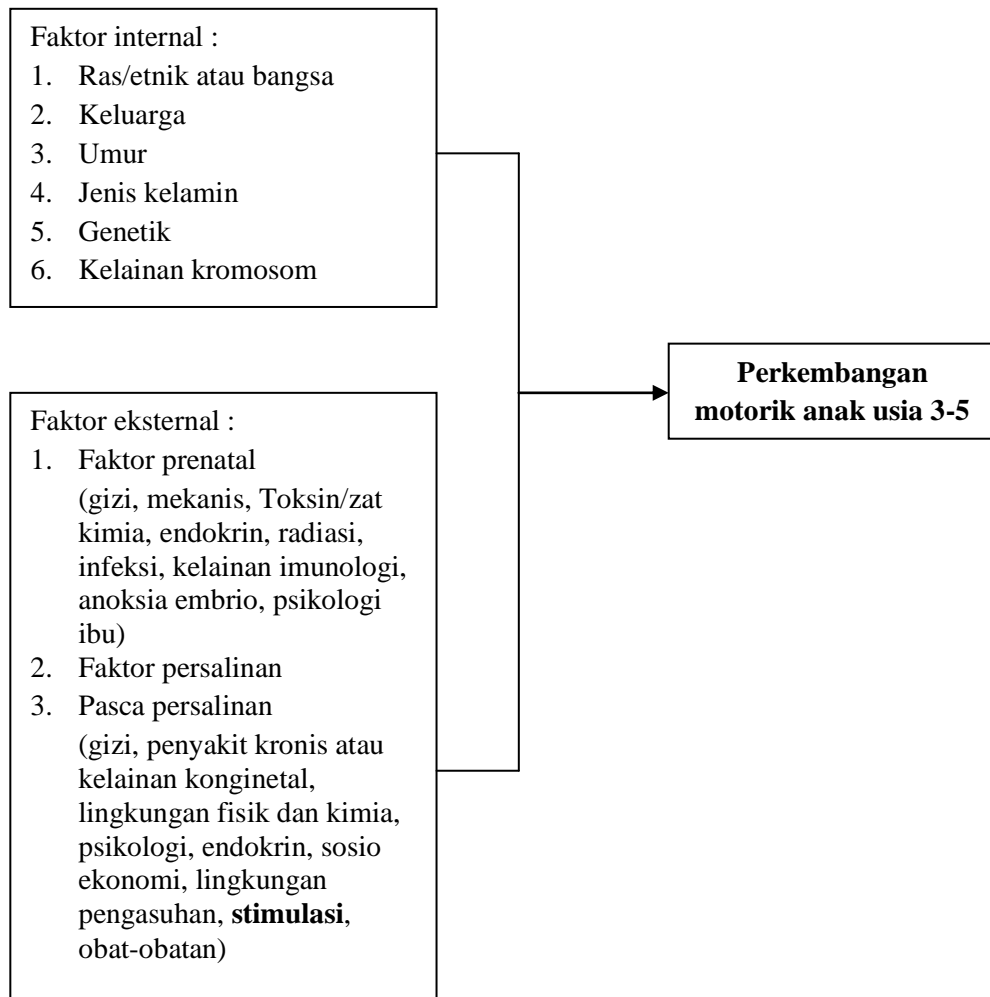 Faktor internal :
1. Ras/etnik atau bangsa
2. Keluarga
3. Umur
4. Jenis kelamin
5. Genetik
6. Kelainan kromosom
Perkembangan
motorik anak usia 3-5
Faktor eksternal :
1. Faktor prenatal
(gizi, mekanis, Toksin/zat
kimia, endokrin, radiasi,
infeksi, kelainan imunologi,
anoksia embrio, psikologi
ibu)
2. Faktor persalinan
3. Pasca persalinan
(gizi, penyakit kronis atau
kelainan konginetal,
lingkungan fisik dan kimia,
psikologi, endokrin, sosio
ekonomi, lingkungan
pengasuhan, stimulasi,
obat-obatan)